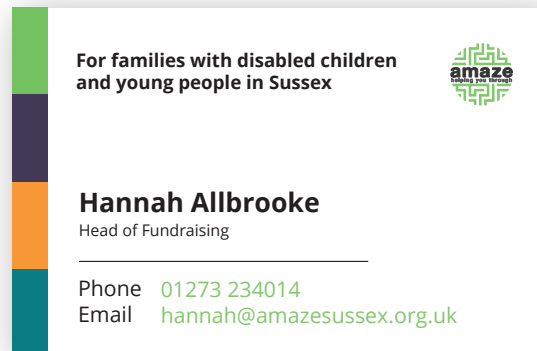 For families with disabled children
and young people in Sussex
amaze
helping you through
Hannah Allbrooke
Head of Fundraising
Phone 01273 234014
Email hannah@amazesussex.org.uk